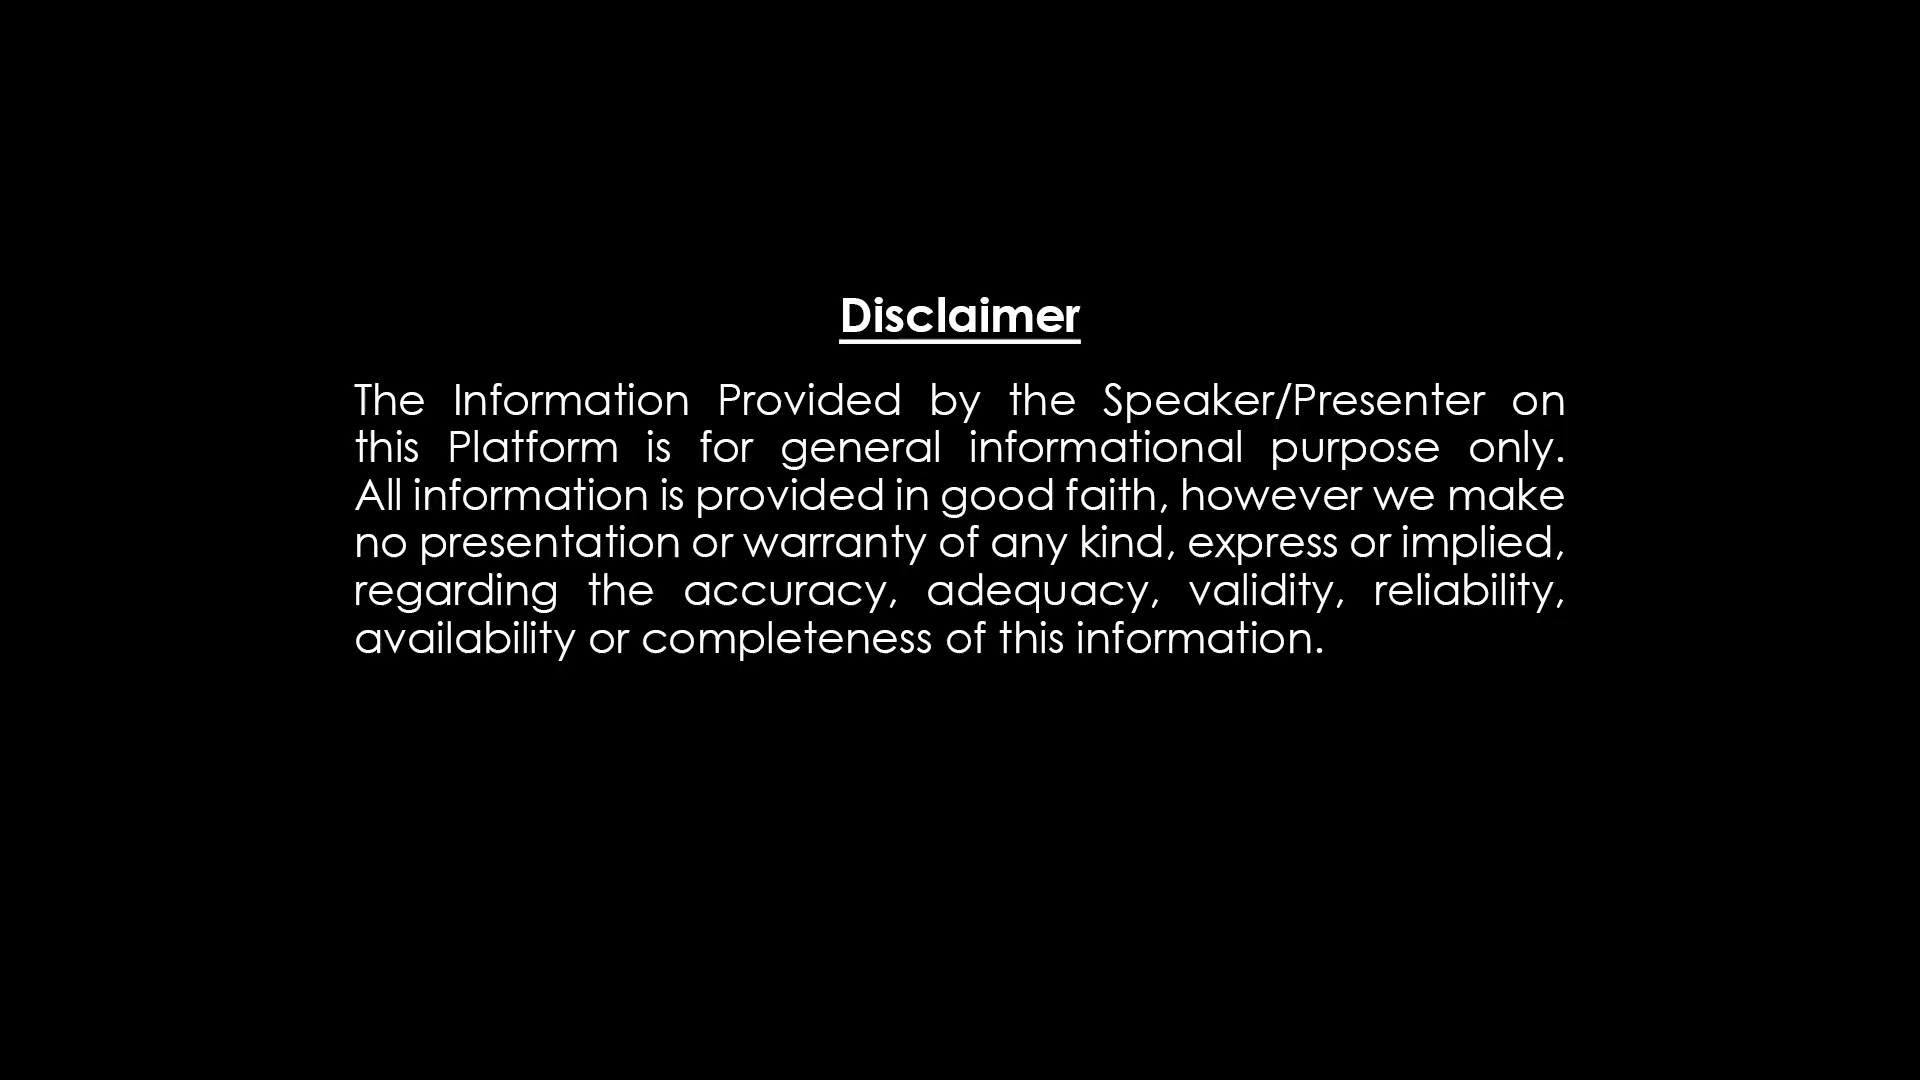 Disclaimer
The Information Provided by the Speaker/Presenter on
this Platform is for general informational purpose only.
All information is provided in good faith, however we make
no presentation or warranty of any kind, express or implied,
regarding the accuracy, adequacy, validity, reliability,
availability or completeness of this information.